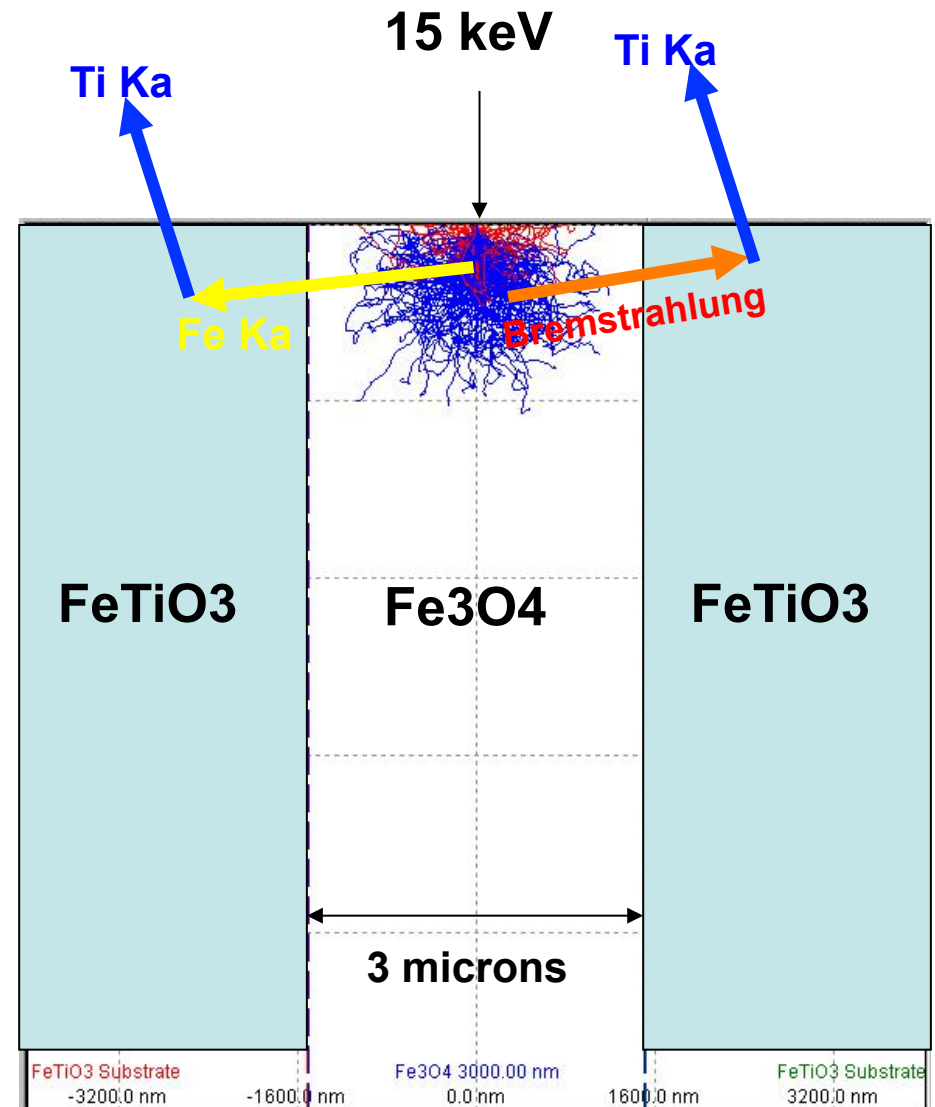 15 keV
Ti Ka
Ti Ka
Fe Ka
Bremstrahlung
FeTiO3
Fe3O4
FeTiO3
3 microns
FeTiO3 Substrate
Fe3O4 3000.00 nm
FeTiO3 Substrate
-3200.0 nm
-1600.0 nm
0.0 nm
1600.0 nm
3200.0 nm